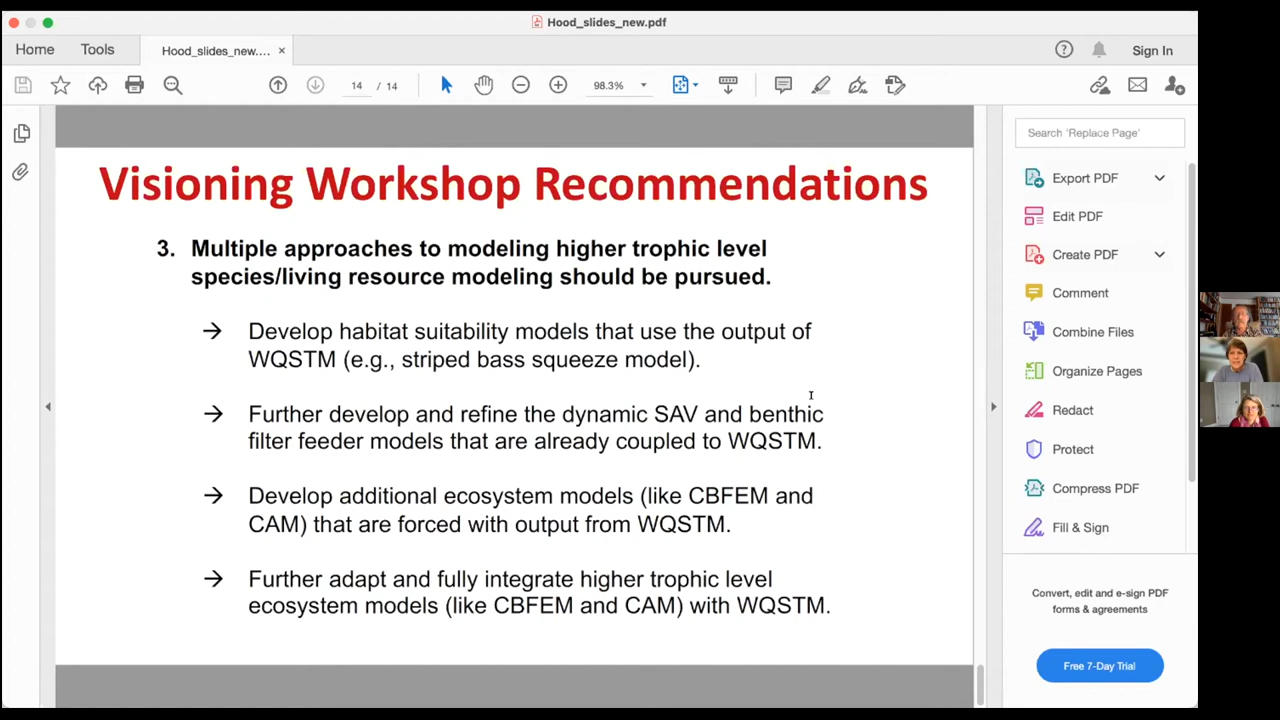 Hood_slides_new.pdf
Home
Tools
Hood_slides_new....
Sign In
14 / 14
98.3%
Visioning Workshop Recommendations
3. Multiple approaches to modeling higher trophic level
species/living resource modeling should be pursued.
→ Develop habitat suitability models that use the output of
WQSTM (e.g., striped bass squeeze model).
→ Further develop and refine the dynamic SAV and benthic
filter feeder models that are already coupled to WQSTM.
→ Develop additional ecosystem models (like CBFEM and
CAM) that are forced with output from WQSTM.
→ Further adapt and fully integrate higher trophic level
ecosystem models (like CBFEM and CAM) with WQSTM.
Search 'Replace Page'
Export PDF
Edit PDF
Create PDF
Comment
Combine Files
Organize Pages
Redact
Protect
Compress PDF
Fill & Sign
Convert, edit and e-sign PDF
forms & agreements
Free 7-Day Trial